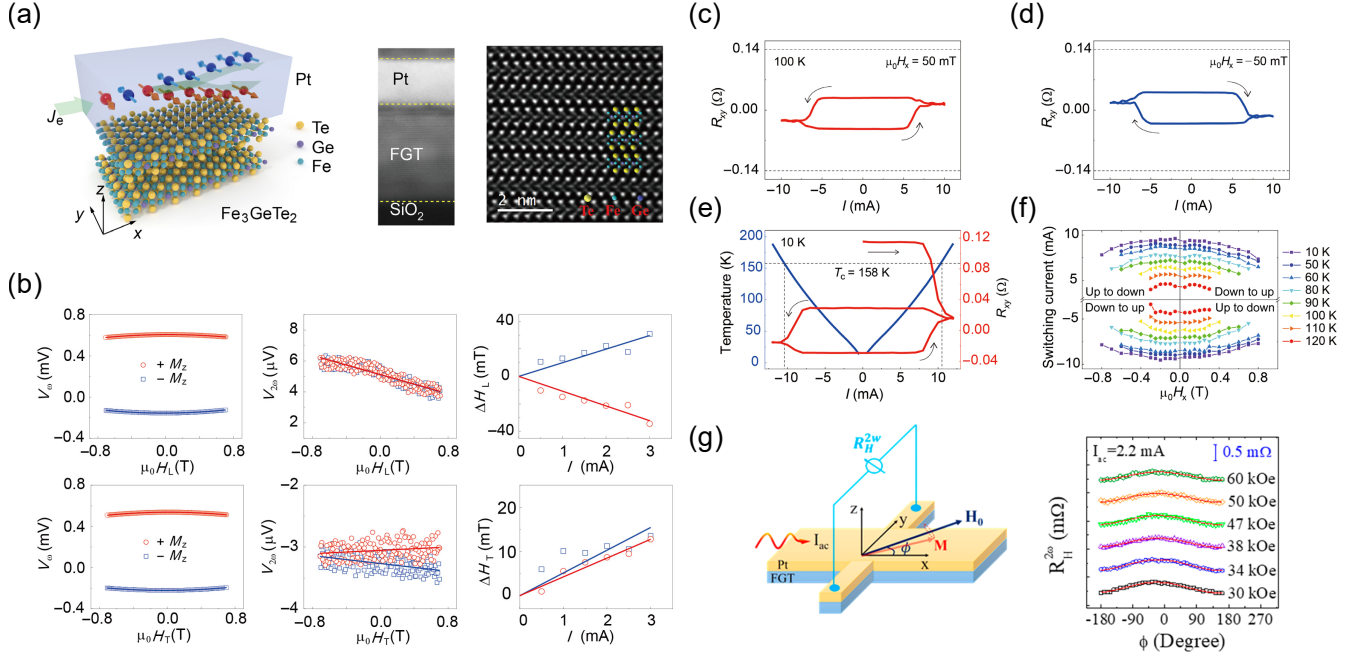 (a)
Pt
Je
Te
Ge
Fe
z
y
x
Fe3GeTe2
Pt
FGT
SiO2
2 nm
Te Fe Ge
(b)
Vω (mV)
0.8
0.4
0.0
−0.4
+ Mz
− Mz
−0.8 0.0 0.8
μ0HL(T)
V2ω (μV)
8
6
4
2
−0.8 0.0 0.8
μ0HL(T)
ΔHL (mT)
40
0
−40
0 1 2 3
I (mA)
Vω (mV)
0.8
0.4
0.0
−0.4
+ Mz
− Mz
−0.8 0.0 0.8
μ0HT(T)
V2ω (μV)
−2
−3
−4
−0.8 0.0 0.8
μ0HT(T)
ΔHT (mT)
20
10
0
0 1 2 3
I (mA)
(c)
Rxy (Ω)
0.14
0.00
−0.14
100 K
μ0Hx = 50 mT
−10 −5 0 5 10
I (mA)
(d)
Rxy (Ω)
0.14
0.00
−0.14
μ0Hx = −50 mT
−10 −5 0 5 10
I (mA)
(e)
Temperature (K)
200
150
100
50
0
10 K
Tc = 158 K
0.12
0.08
0.04
0.00
−0.04
Rxy (Ω)
−10 −5 0 5 10
I (mA)
(f)
Switching current (mA)
10
5
−5
−10
Up to down
Down to up
Down to up
Up to down
−0.8 −0.4 0.0 0.4 0.8
μ0Hx (T)
10 K
50 K
60 K
80 K
90 K
100 K
110 K
120 K
(g)
RH2w
Iac
z
y
H0
M
ϕ
x
Pt
FGT
RH2ω (mΩ)
Iac=2.2 mA
0.5 mΩ
60 kOe
50 kOe
47 kOe
38 kOe
34 kOe
30 kOe
-180 -90 0 90 180 270
ϕ (Degree)